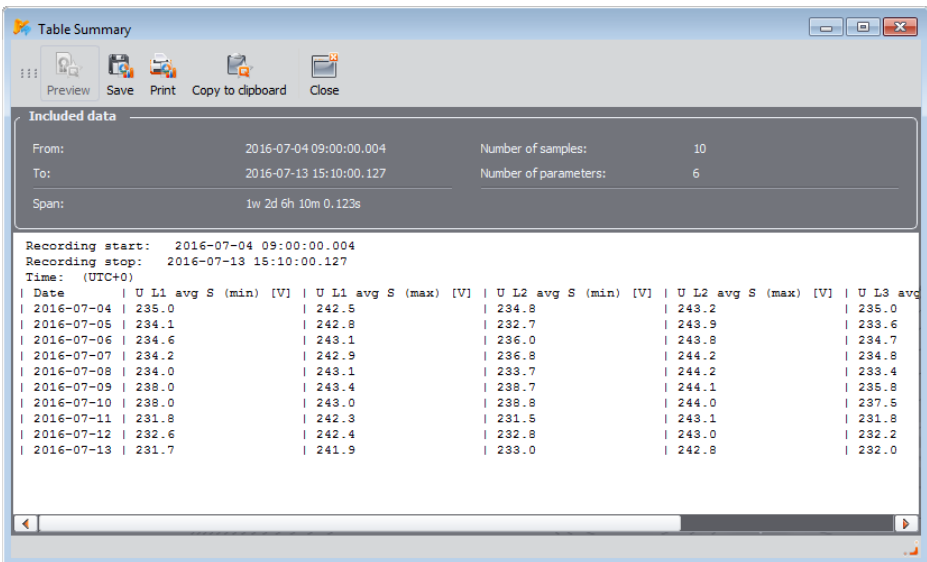 Table Summary
Preview Save Print Copy to clipboard Close
Included data
From: 2016-07-04 09:00:00.004 Number of samples: 10
To: 2016-07-13 15:10:00.127 Number of parameters: 6
Span: 1w 2d 6h 10m 0.123s
Recording start: 2016-07-04 09:00:00.004
Recording stop: 2016-07-13 15:10:00.127
Time: (UTC+0)
| Date | U L1 avg S (min) [V] | U L1 avg S (max) [V] | U L2 avg S (min) [V] | U L2 avg S (max) [V] | U L3 avg
| 2016-07-04 | 235.0 | 242.5 | 234.8 | 243.2 | 235.0
| 2016-07-05 | 234.1 | 242.8 | 232.7 | 243.9 | 233.6
| 2016-07-06 | 234.6 | 243.1 | 236.0 | 243.8 | 234.7
| 2016-07-07 | 234.2 | 242.9 | 236.8 | 244.2 | 234.8
| 2016-07-08 | 234.0 | 243.1 | 233.7 | 244.2 | 233.4
| 2016-07-09 | 238.0 | 243.4 | 238.7 | 244.1 | 235.8
| 2016-07-10 | 238.0 | 243.0 | 238.8 | 244.0 | 237.5
| 2016-07-11 | 231.8 | 242.3 | 231.5 | 243.1 | 231.8
| 2016-07-12 | 232.6 | 242.4 | 232.8 | 243.0 | 232.2
| 2016-07-13 | 231.7 | 241.9 | 233.0 | 242.8 | 232.0